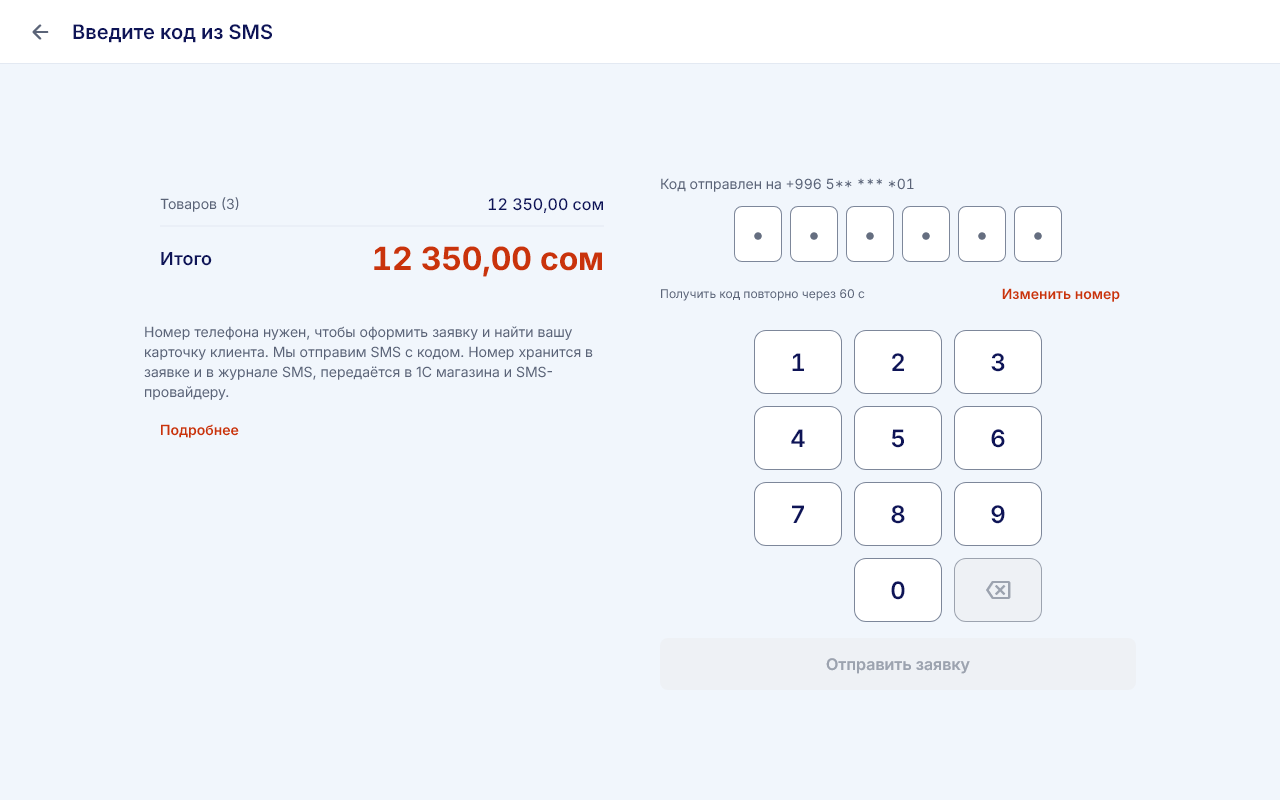 Введите код из SMS
Товаров (3)
12 350,00 сом
Итого
12 350,00 сом
Номер телефона нужен, чтобы оформить заявку и найти вашу
карточку клиента. Мы отправим SMS с кодом. Номер хранится в
заявке и в журнале SMS, передаётся в 1С магазина и SMS-
провайдеру.
Подробнее
Код отправлен на +996 5** *** *01
Получить код повторно через 60 с
Изменить номер
1
2
3
4
5
6
7
8
9
0
Отправить заявку